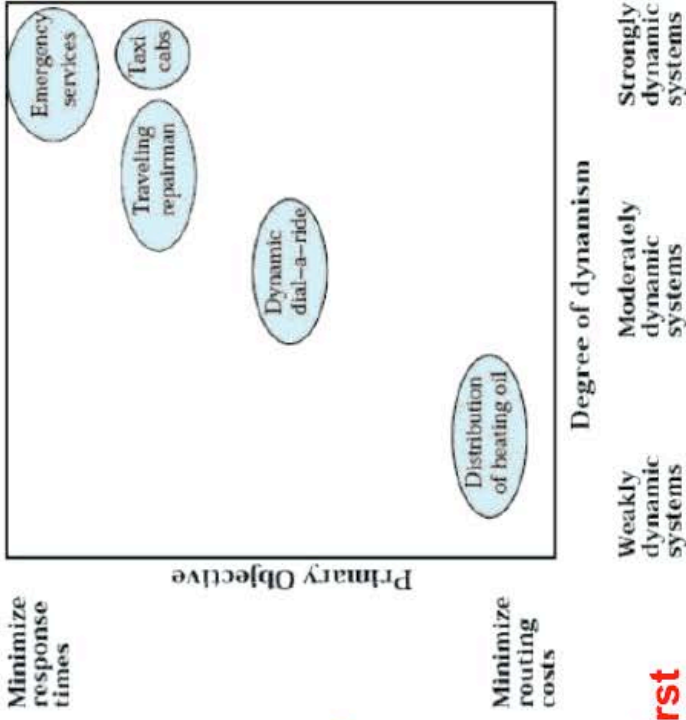 Minimize
response
times
Primary Objective
Minimize
routing
costs
Emergency
services
Taxi
cabs
Traveling
repairman
Dynamic
dial-a-ride
Distribution
of beating oil
Degree of dynamism
Weakly
dynamic
systems
Moderately
dynamic
systems
Strongly
dynamic
systems
rst